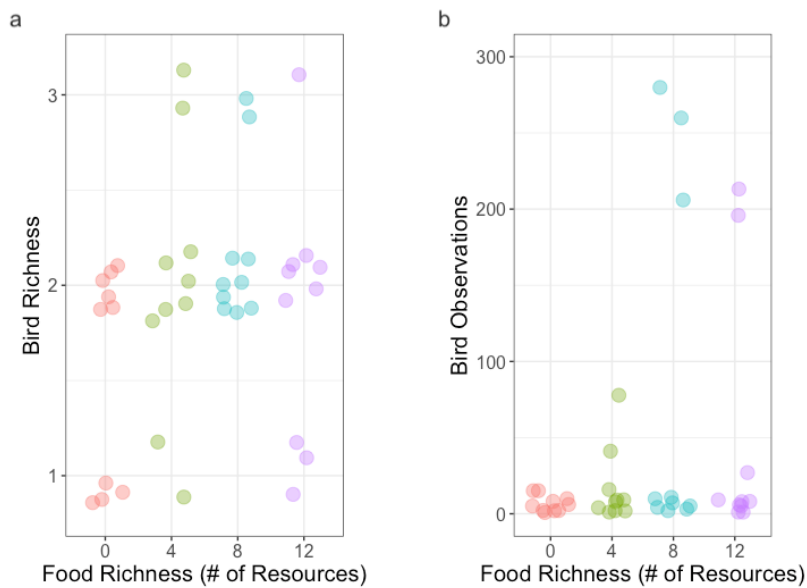 a
Bird Richness
3
2
1
0 4 8 12
Food Richness (# of Resources)
b
Bird Observations
300
200
100
0
0 4 8 12
Food Richness (# of Resources)